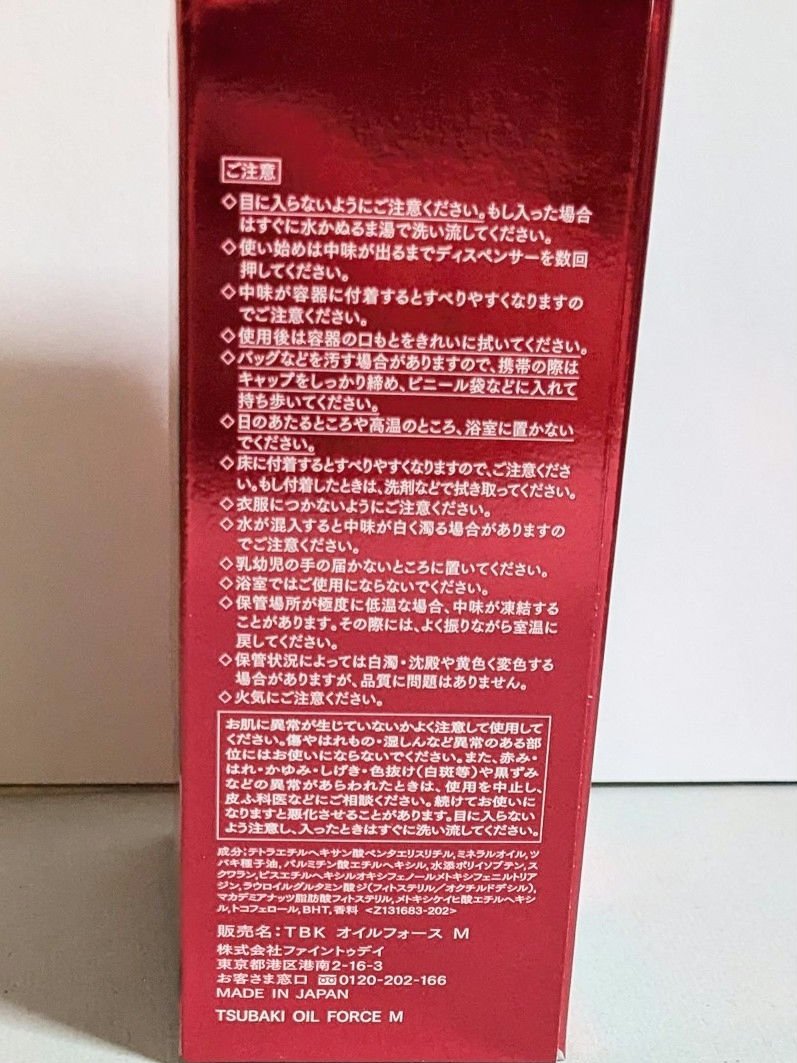 ご注意
◇目に入らないようにご注意ください。もし入った場合
はすぐに水かぬるま湯で洗い流してください。
◇使い始めは中味が出るまでディスペンサーを数回
押してください。
◇中味が容器に付着するとすべりやすくなりますの
でご注意ください。
◇使用後は容器の口もとをきれいに拭いてください。
◇バッグなどを汚す場合がありますので、携帯の際は
キャップをしっかり締め、ビニール袋などに入れて
持ち歩いてください。
◇日のあたるところや高温のところ、浴室に置かない
でください。
◇床に付着するとすべりやすくなりますので、ご注意くださ
い。もし付着したときは、洗剤などで拭き取ってください。
◇衣服につかないようにご注意ください。
◇水が混入すると中味が白く濁る場合がありますの
でご注意ください。
◇乳幼児の手の届かないところに置いてください。
◇浴室ではご使用にならないでください。
◇保管場所が極度に低温な場合、中味が凍結する
ことがあります。その際には、よく振りながら室温に
戻してください。
◇保管状況によっては白濁・沈殿や黄色く変色する
場合がありますが、品質に問題はありません。
◇火気にご注意ください。
お肌に異常が生じていないかよく注意して使用して
ください。傷やはれもの・湿しんなど異常のある部
位にはお使いにならないでください。また、赤み・
はれ・かゆみ・しげき・色抜け(白斑等)や黒ずみ
などの異常があらわれたときは、使用を中止し、
皮ふ科医などにご相談ください。続けてお使いに
なりますと悪化させることがあります。目に入らない
よう注意し、入ったときはすぐに洗い流してください。
成分:テトラエチルヘキサン酸ペンタエリスリチル,ミネラルオイル,ツ
バキ種子油,パルミチン酸エチルヘキシル,水添ポリイソブテン,ス
クワラン,ビスエチルヘキシルオキシフェノールメトキシフェニルトリア
ジン,ラウロイルグルタミン酸ジ(フィトステリル/オクチルドデシル),
マカデミアナッツ脂肪酸フィトステリル,メトキシケイヒ酸エチルヘキシ
ル,トコフェロール,BHT,香料 <Z131683-202>
販売名:TBK オイルフォース M
株式会社ファイントゥデイ
東京都港区港南2-16-3
お客さま窓口 0120-202-166
MADE IN JAPAN
TSUBAKI OIL FORCE M